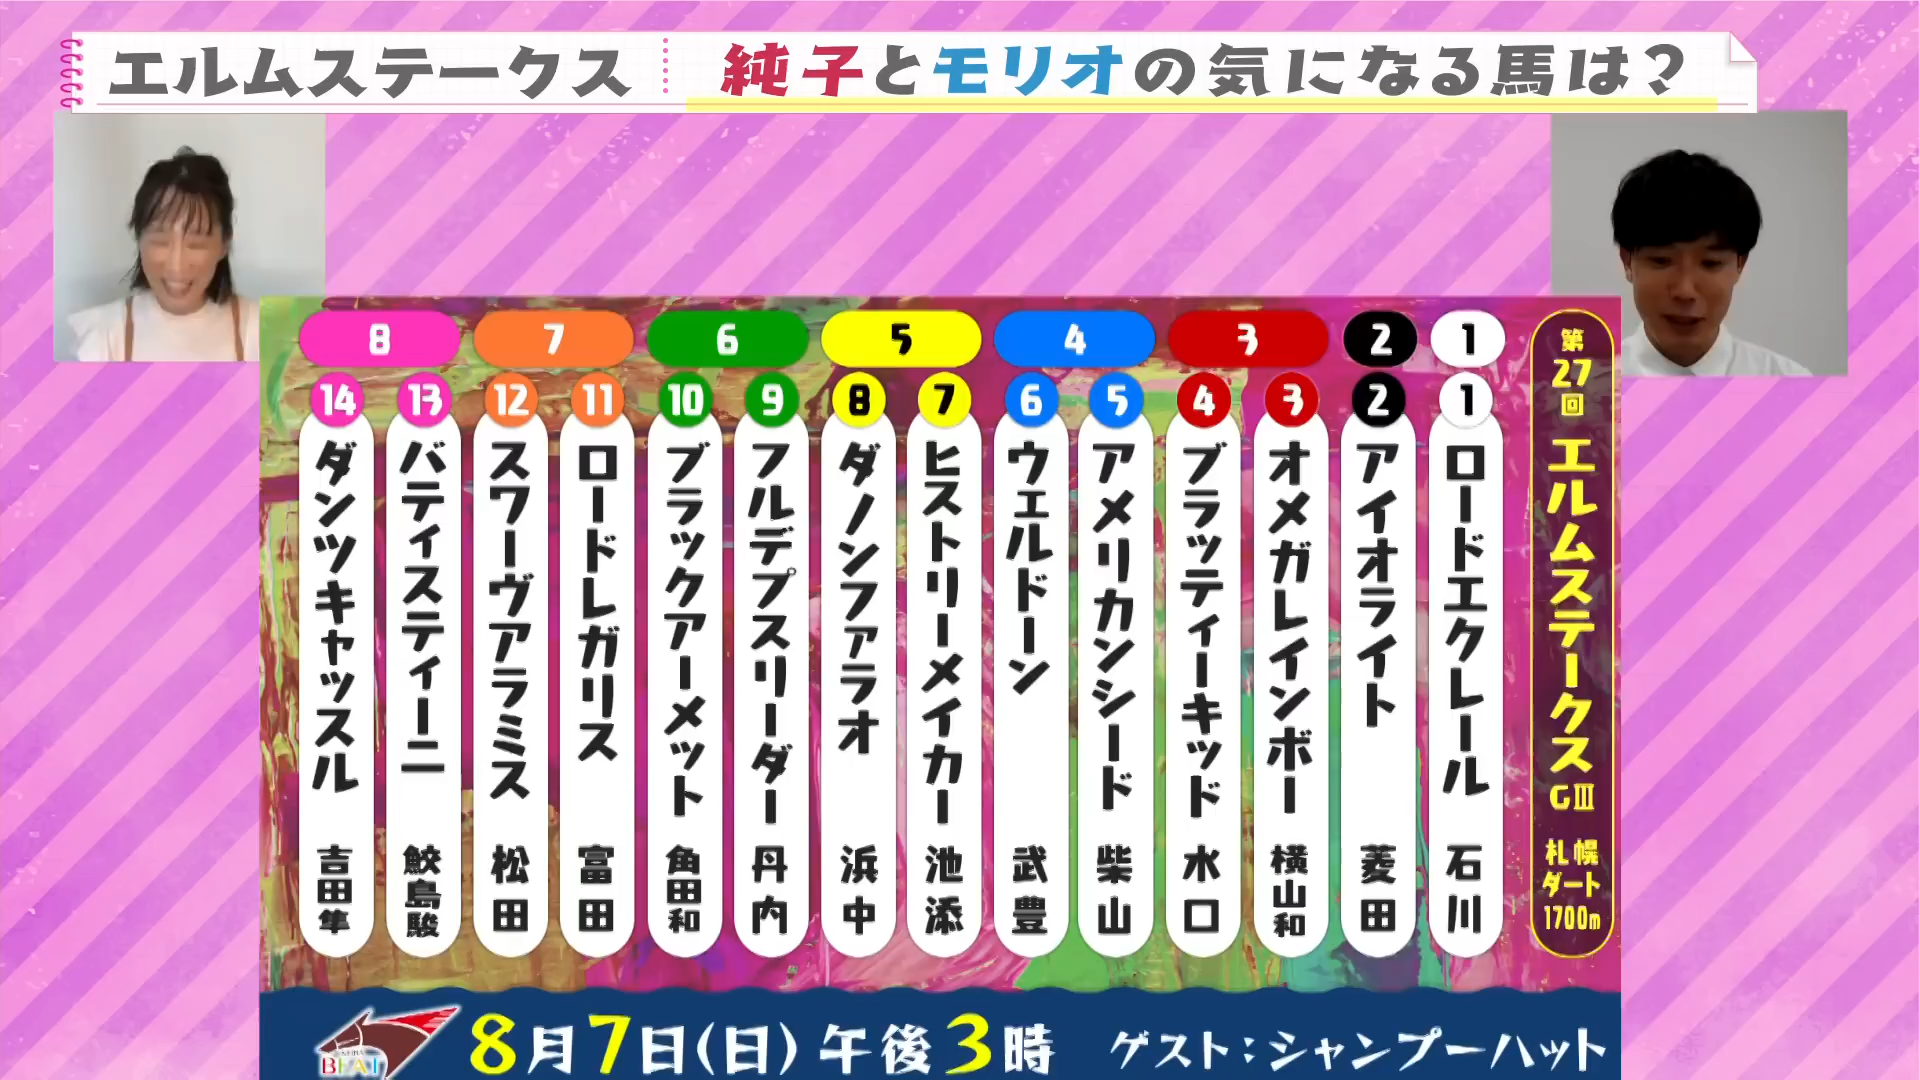 エルムステークス 純子とモリオの気になる馬は？
第27回 エルムステークス GⅢ 札幌 ダート 1700m
1 1 ロードエクレール 石川
2 2 アイオライト 菱田
3 3 オメガレインボー 横山和
4 ブラッティーキッド 水口
4 5 アメリカンシード 柴山
6 ウェルドーン 武豊
5 7 ヒストリーメイカー 池添
8 ダノンファラオ 浜中
6 9 フルデプスリーダー 丹内
10 ブラックアーメット 角田和
7 11 ロードレガリス 富田
12 スワーヴアラミス 松田
8 13 バティスティーニ 鮫島駿
14 ダンツキャッスル 吉田隼
BEAT
8月7日(日)午後3時 ゲスト：シャンプーハット